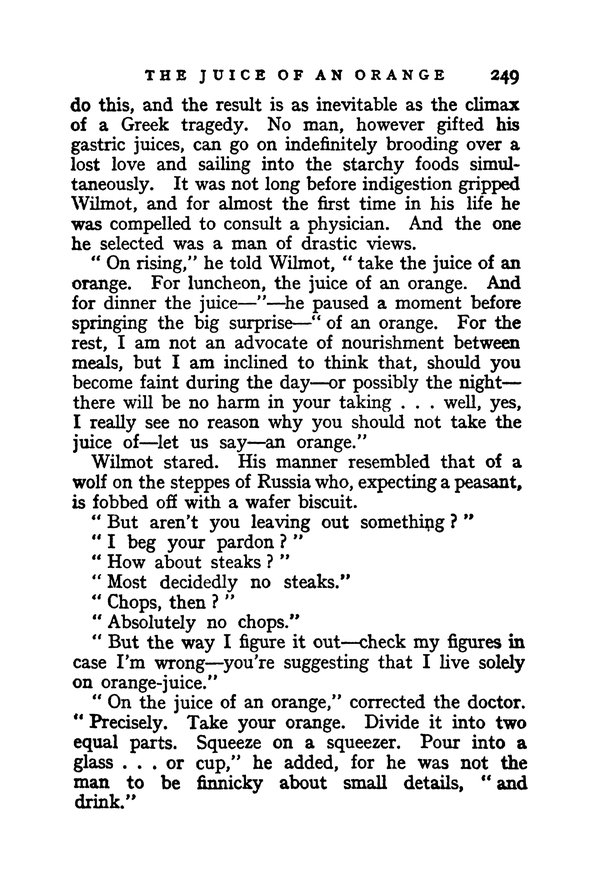 THE JUICE OF AN ORANGE 249
do this, and the result is as inevitable as the climax
of a Greek tragedy. No man, however gifted his
gastric juices, can go on indefinitely brooding over a
lost love and sailing into the starchy foods simul-
taneously. It was not long before indigestion gripped
Wilmot, and for almost the first time in his life he
was compelled to consult a physician. And the one
he selected was a man of drastic views.
“ On rising,” he told Wilmot, “ take the juice of an
orange. For luncheon, the juice of an orange. And
for dinner the juice—”—he paused a moment before
springing the big surprise—“ of an orange. For the
rest, I am not an advocate of nourishment between
meals, but I am inclined to think that, should you
become faint during the day—or possibly the night—
there will be no harm in your taking . . . well, yes,
I really see no reason why you should not take the
juice of—let us say—an orange.”
Wilmot stared. His manner resembled that of a
wolf on the steppes of Russia who, expecting a peasant,
is fobbed off with a wafer biscuit.
“ But aren’t you leaving out something ? ”
“ I beg your pardon ? ”
“ How about steaks ? ”
“ Most decidedly no steaks.”
“ Chops, then ? ”
“ Absolutely no chops.”
“ But the way I figure it out—check my figures in
case I’m wrong—you’re suggesting that I live solely
on orange-juice.”
“ On the juice of an orange,” corrected the doctor.
“ Precisely. Take your orange. Divide it into two
equal parts. Squeeze on a squeezer. Pour into a
glass . . . or cup,” he added, for he was not the
man to be finnicky about small details, “ and
drink.”